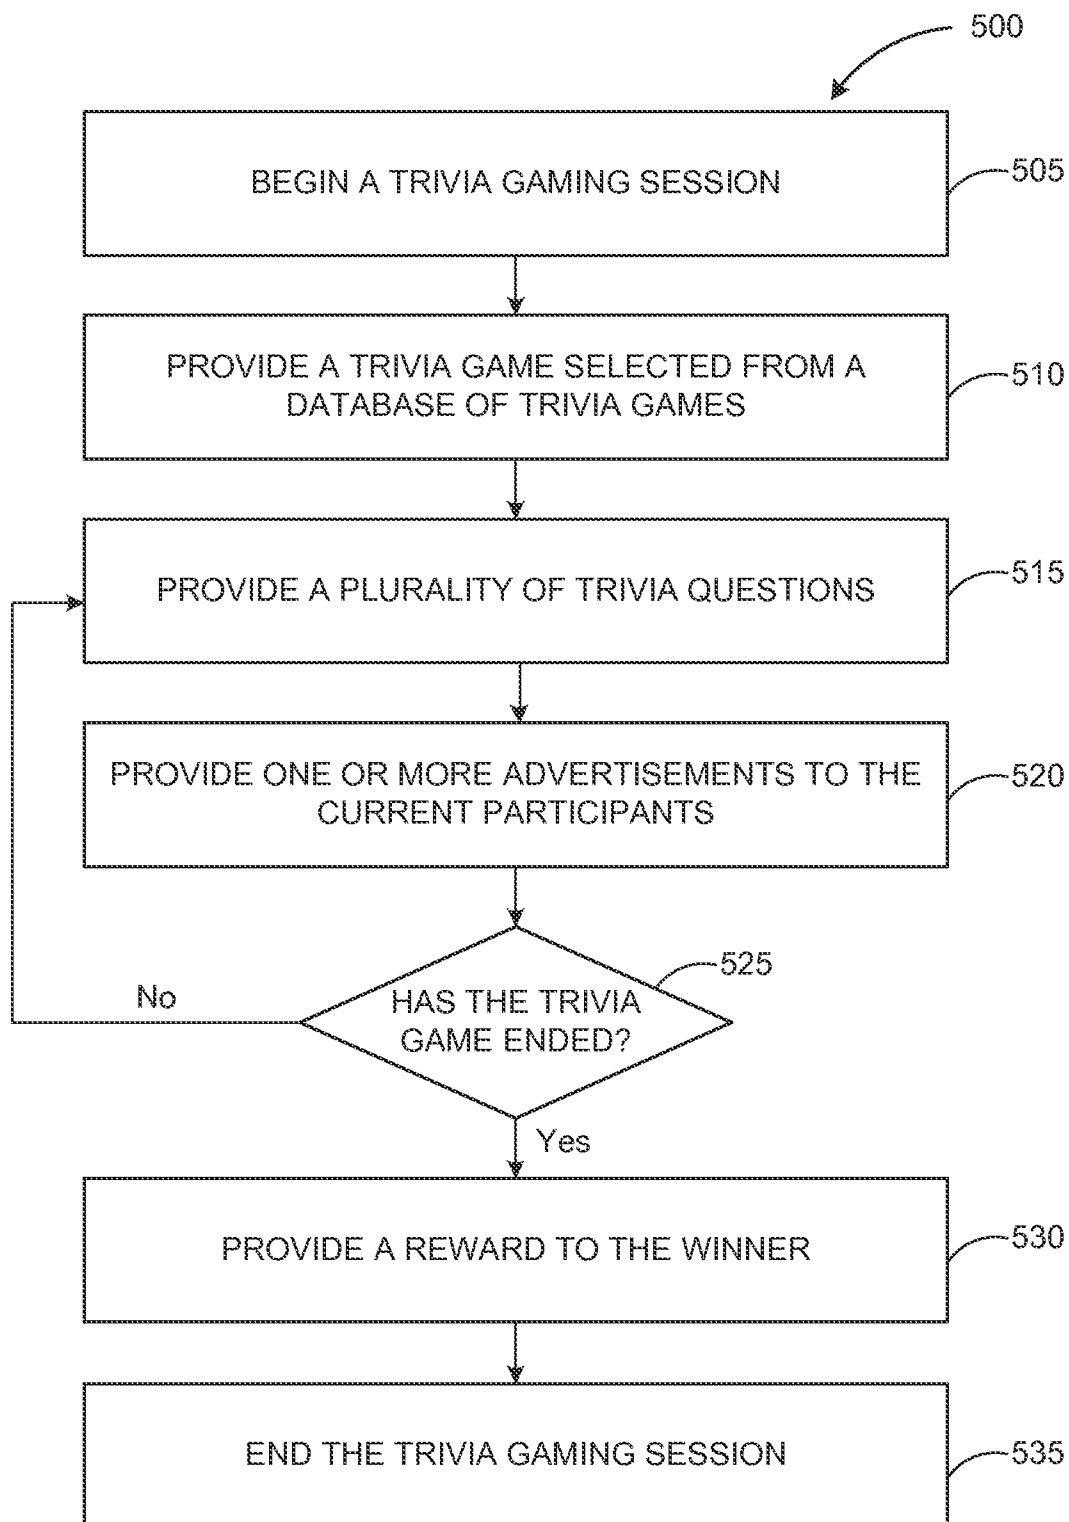 500
BEGIN A TRIVIA GAMING SESSION
505
PROVIDE A TRIVIA GAME SELECTED FROM A
DATABASE OF TRIVIA GAMES
510
PROVIDE A PLURALITY OF TRIVIA QUESTIONS
515
PROVIDE ONE OR MORE ADVERTISEMENTS TO THE
CURRENT PARTICIPANTS
520
525
HAS THE TRIVIA
GAME ENDED?
No
Yes
PROVIDE A REWARD TO THE WINNER
530
END THE TRIVIA GAMING SESSION
535